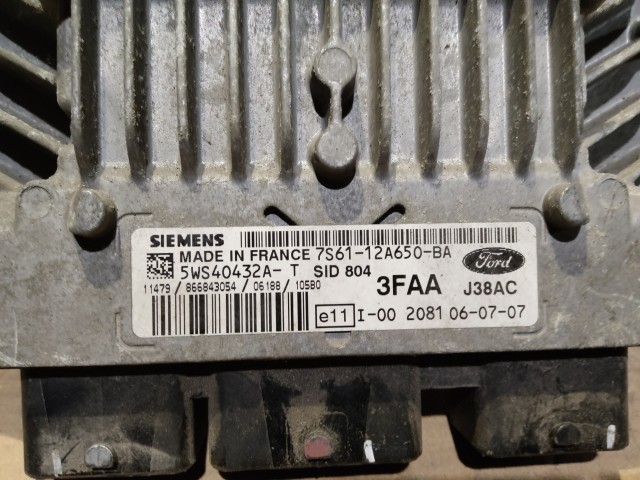 SIEMENS
MADE IN FRANCE 7S61-12A650-BA
Ford
5WS40432A- T SID 804
3FAA J38AC
11479 / 866843054 / 06188 / 105B0
e11 I-00 2081 06-07-07